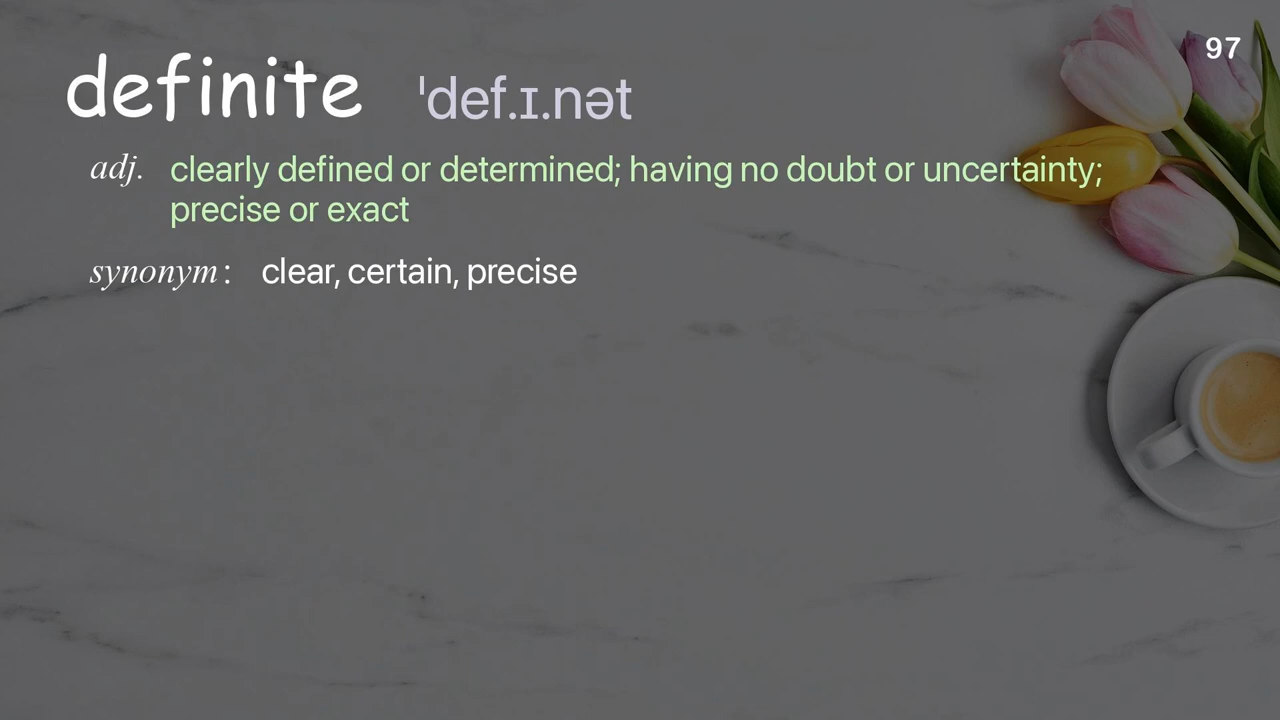 97
definite ˈdef.ɪ.nət
adj. clearly defined or determined; having no doubt or uncertainty;
precise or exact
synonym: clear, certain, precise